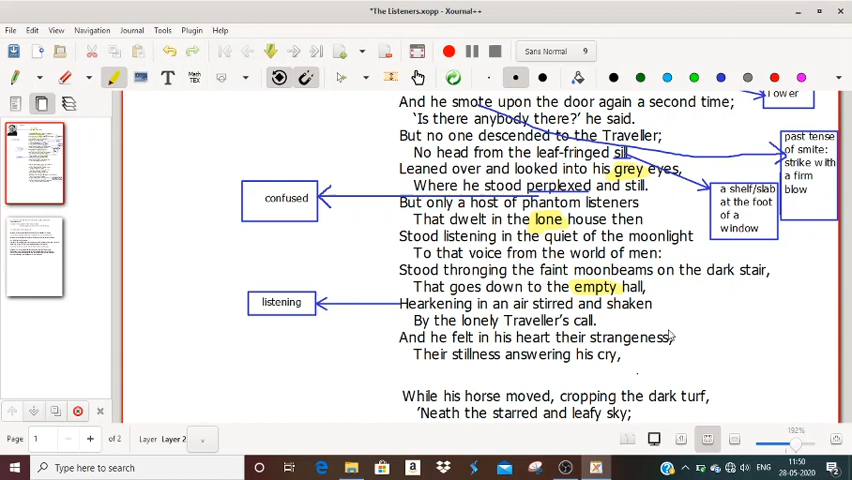 *The Listeners.xopp - Xournal++
File Edit View Navigation Journal Tools Plugin Help
Sans Normal 9
T Math TEX
Tower
And he smote upon the door again a second time;
‘Is there anybody there?’ he said.
But no one descended to the Traveller;
No head from the leaf-fringed sill
Leaned over and looked into his grey eyes,
Where he stood perplexed and still.
But only a host of phantom listeners
That dwelt in the lone house then
Stood listening in the quiet of the moonlight
To that voice from the world of men:
Stood thronging the faint moonbeams on the dark stair,
That goes down to the empty hall,
Hearkening in an air stirred and shaken
By the lonely Traveller’s call.
And he felt in his heart their strangeness,
Their stillness answering his cry,
While his horse moved, cropping the dark turf,
’Neath the starred and leafy sky;
past tense
of smite:
strike with
a firm
blow
a shelf/slab
at the foot
of a
window
confused
listening
192%
Page 1 of 2 Layer Layer 2
Type here to search
ENG
11:50
28-05-2020